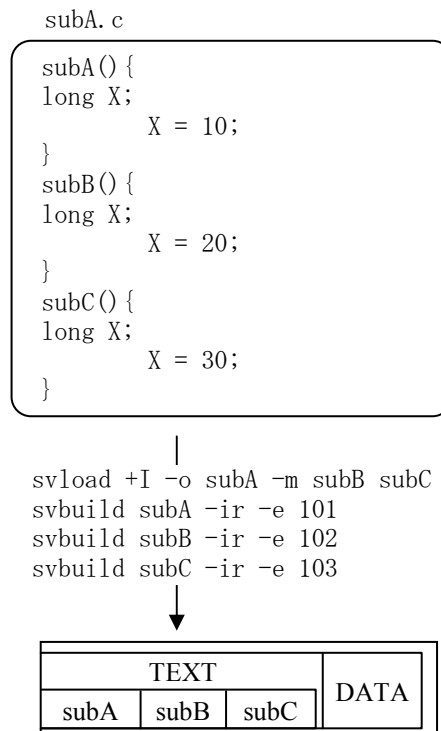 subA.c
subA(){
long X;
X = 10;
}
subB(){
long X;
X = 20;
}
subC(){
long X;
X = 30;
}
svload +I -o subA -m subB subC
svbuild subA -ir -e 101
svbuild subB -ir -e 102
svbuild subC -ir -e 103
TEXT
DATA
subA subB subC